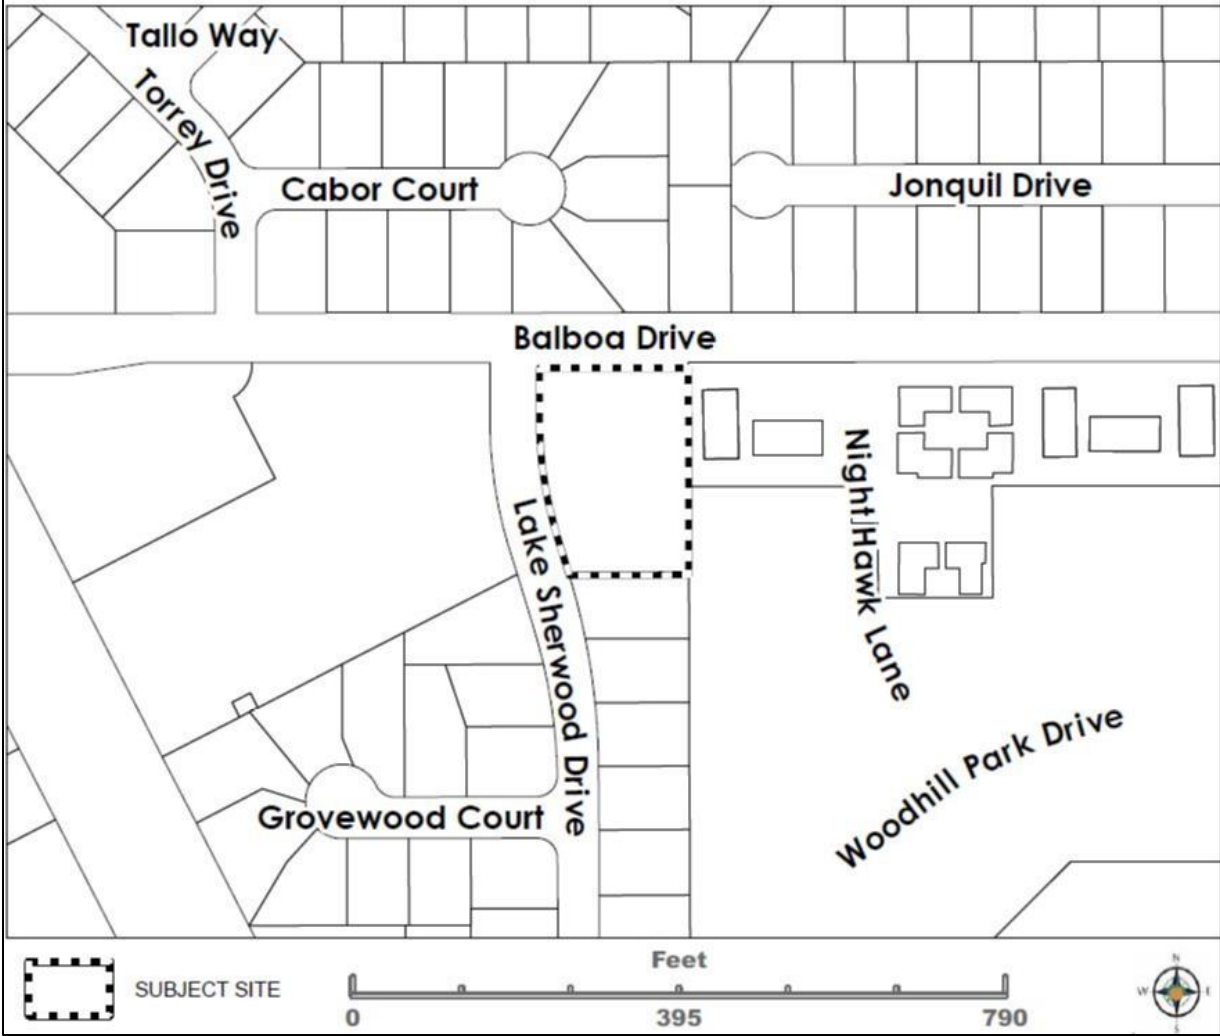 Tallo Way
Torrey Drive
Cabor Court
Jonquil Drive
Balboa Drive
Night Hawk Lane
Lake Sherwood Drive
Woodhill Park Drive
Grovewood Court
SUBJECT SITE
Feet
0 395 790
N
W E
S